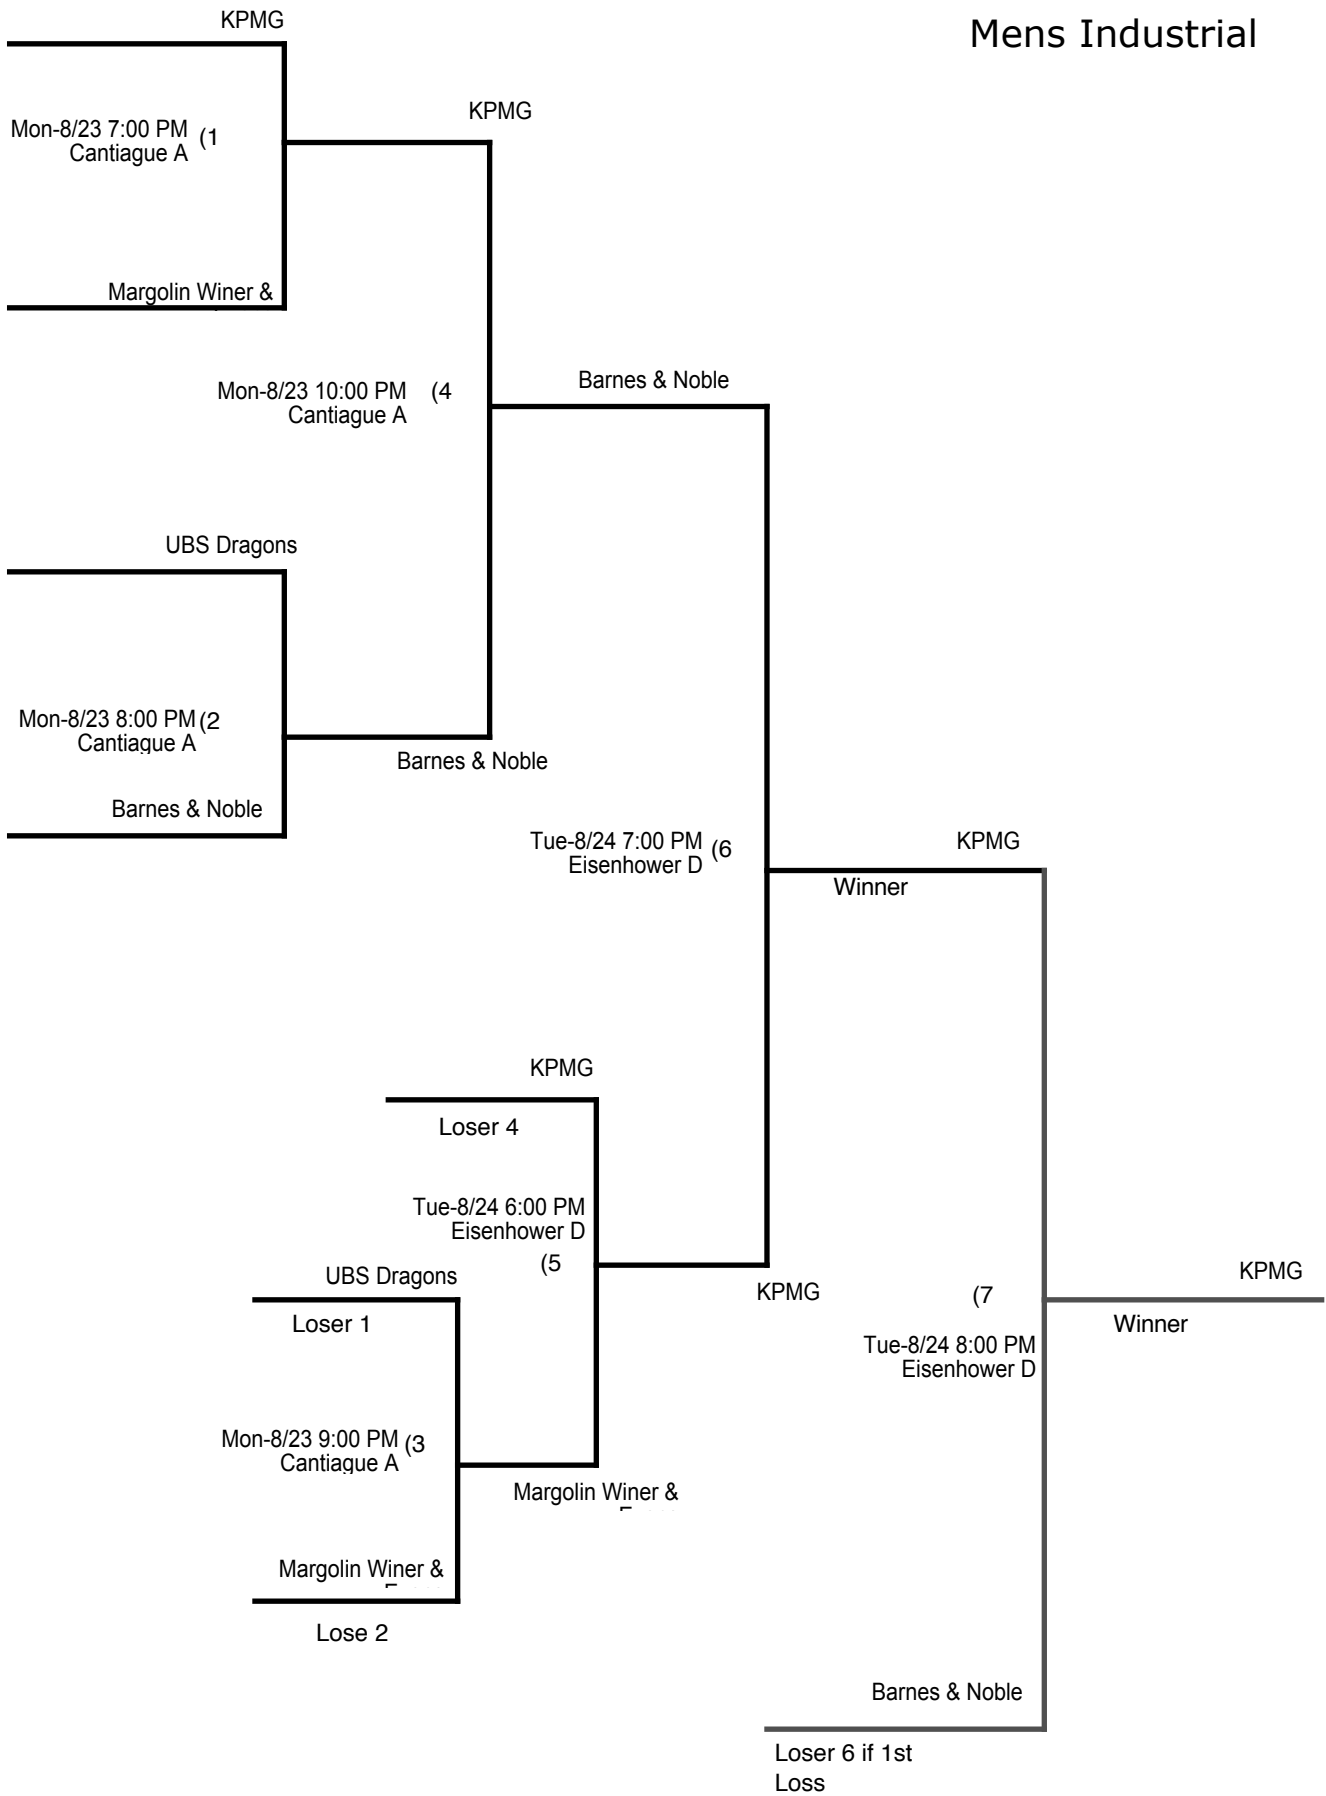 KPMG
Mens Industrial
KPMG
Mon-8/23 7:00 PM (1
Cantiague A
Margolin Winer &
Barnes & Noble
Mon-8/23 10:00 PM (4
Cantiague A
UBS Dragons
Mon-8/23 8:00 PM (2
Cantiague A
Barnes & Noble
Barnes & Noble
Tue-8/24 7:00 PM (6
Eisenhower D
KPMG
Winner
KPMG
Loser 4
Tue-8/24 6:00 PM
Eisenhower D
(5
UBS Dragons
Loser 1
KPMG
(7
KPMG
Winner
Tue-8/24 8:00 PM
Eisenhower D
Mon-8/23 9:00 PM (3
Cantiague A
Margolin Winer &
Margolin Winer &
Lose 2
Barnes & Noble
Loser 6 if 1st
Loss